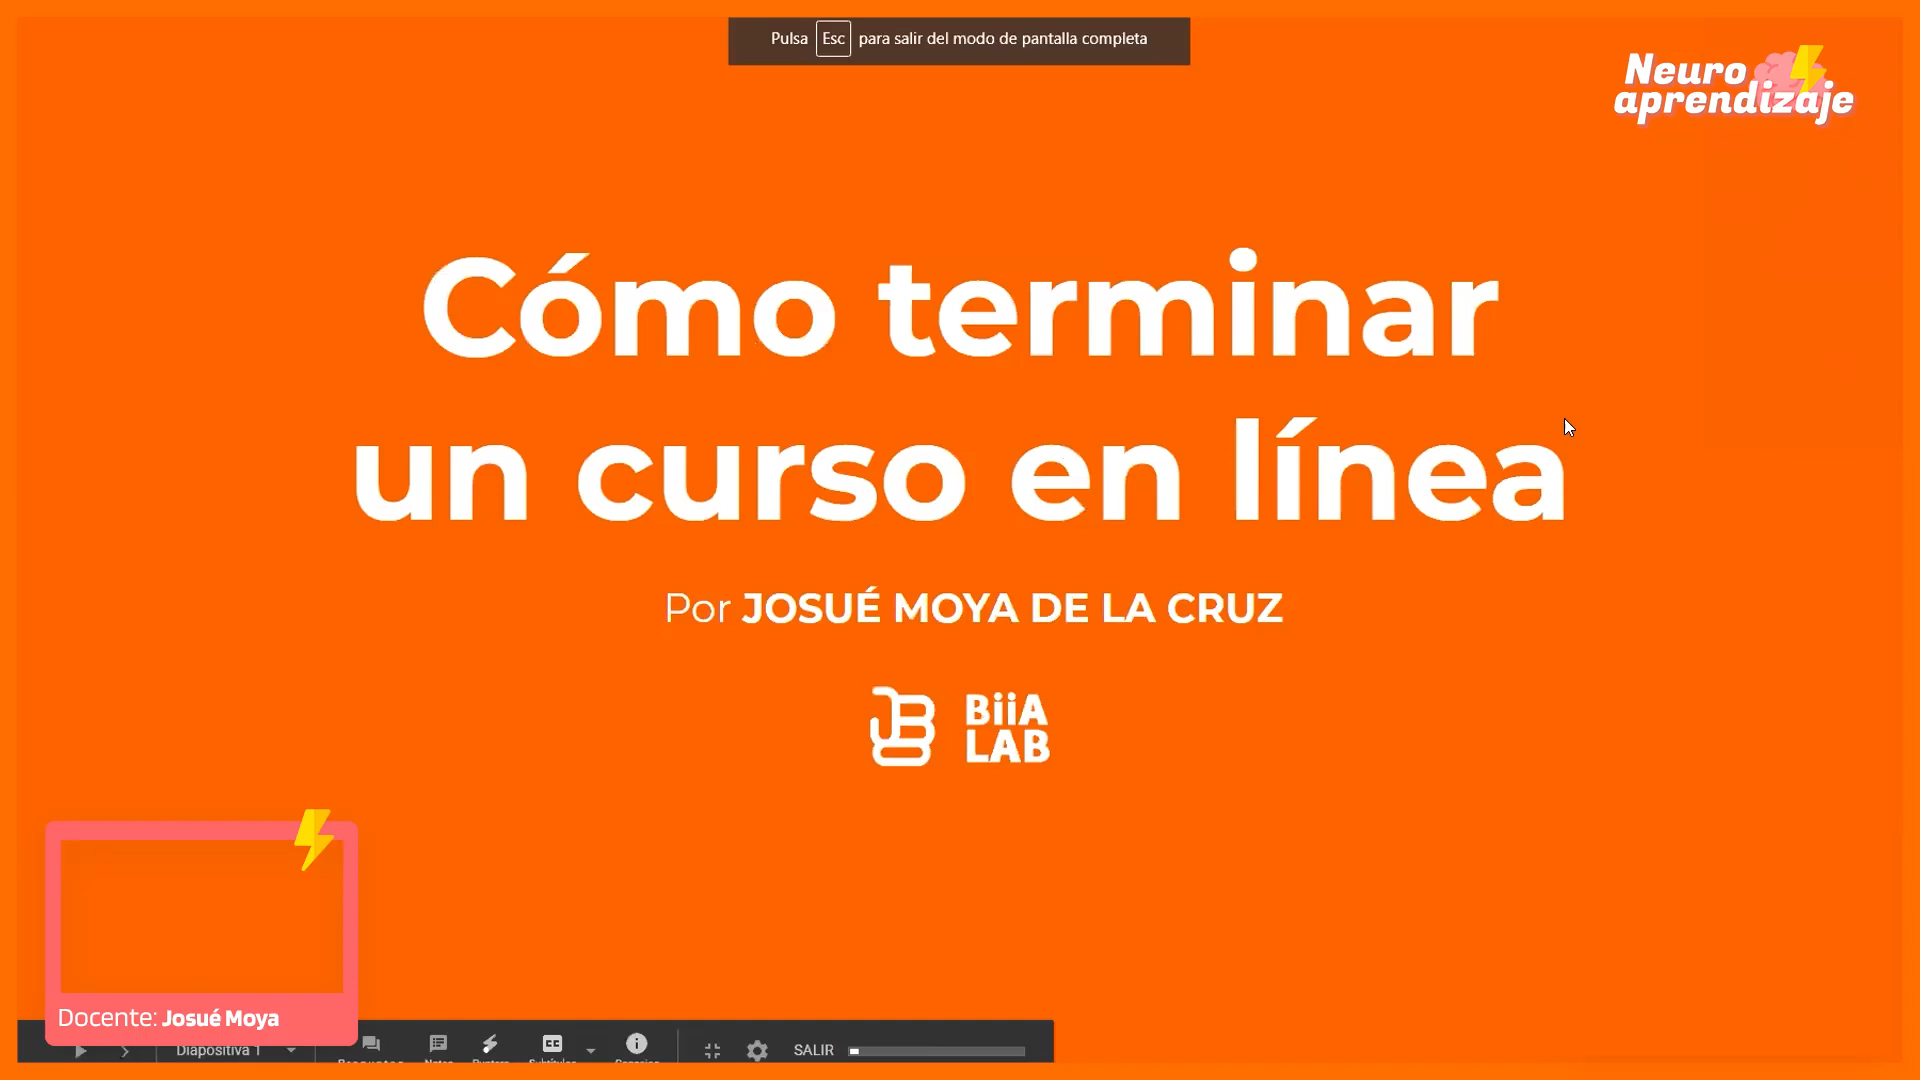 Pulsa Esc para salir del modo de pantalla completa
Neuro
aprendizaje
Cómo terminar
un curso en línea
Por JOSUÉ MOYA DE LA CRUZ
BiiA
LAB
Docente: Josué Moya
Diapositiva 1
SALIR